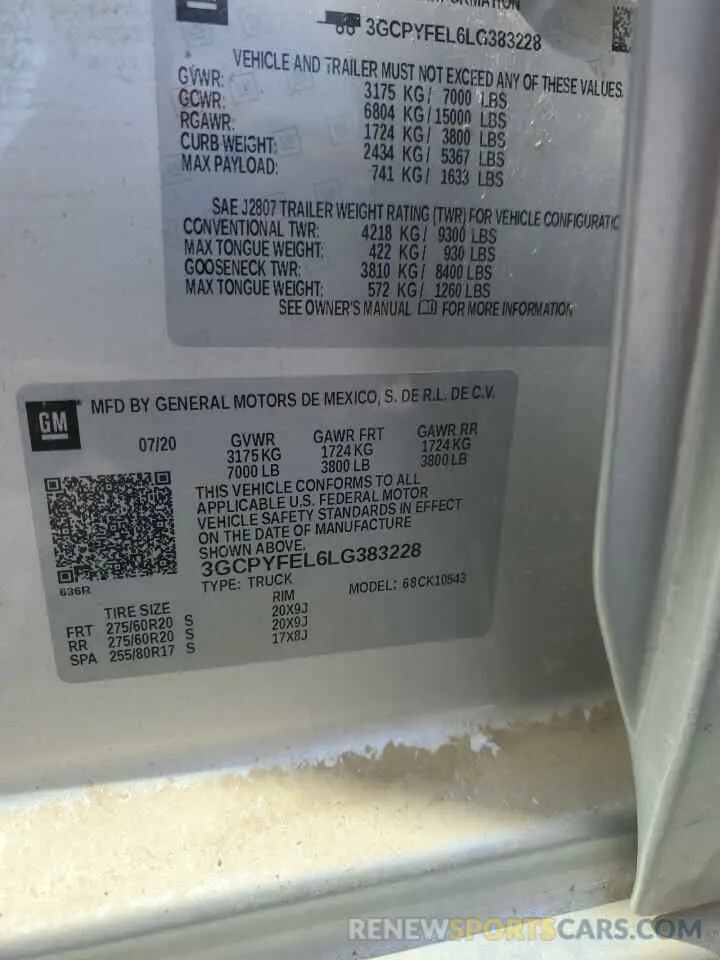 3GCPYFEL6LG383228
VEHICLE AND TRAILER MUST NOT EXCEED ANY OF THESE VALUES
GVWR: 3175 KG/ 7000 LBS
GCWR: 6804 KG/15000 LBS
RGAWR: 1724 KG/ 3800 LBS
CURB WEIGHT: 2434 KG/ 5367 LBS
MAX PAYLOAD: 741 KG/ 1633 LBS
SAE J2807 TRAILER WEIGHT RATING (TWR) FOR VEHICLE
CONVENTIONAL TWR: 4218 KG/ 9300 LBS
MAX TONGUE WEIGHT: 422 KG/ 930 LBS
GOOSENECK TWR: 3810 KG/ 8400 LBS
MAX TONGUE WEIGHT: 572 KG/ 1260 LBS
SEE OWNER'S MANUAL FOR MORE INFORMATION
GM MFD BY GENERAL MOTORS DE MEXICO, S. DE R.L. DE C.V.
07/20 GVWR GAWR FRT GAWR RR
3175 KG 1724 KG 1724 KG
7000 LB 3800 LB 3800 LB
THIS VEHICLE CONFORMS TO ALL
APPLICABLE U.S. FEDERAL MOTOR
VEHICLE SAFETY STANDARDS IN EFFECT
ON THE DATE OF MANUFACTURE
SHOWN ABOVE.
3GCPYFEL6LG383228
636R
TYPE: TRUCK MODEL: 68CK10543
TIRE SIZE RIM
FRT 275/60R20 S 20X9J
RR 275/60R20 S 20X9J
SPA 255/80R17 S 17X8J
RENEWSPORTSCARS.COM